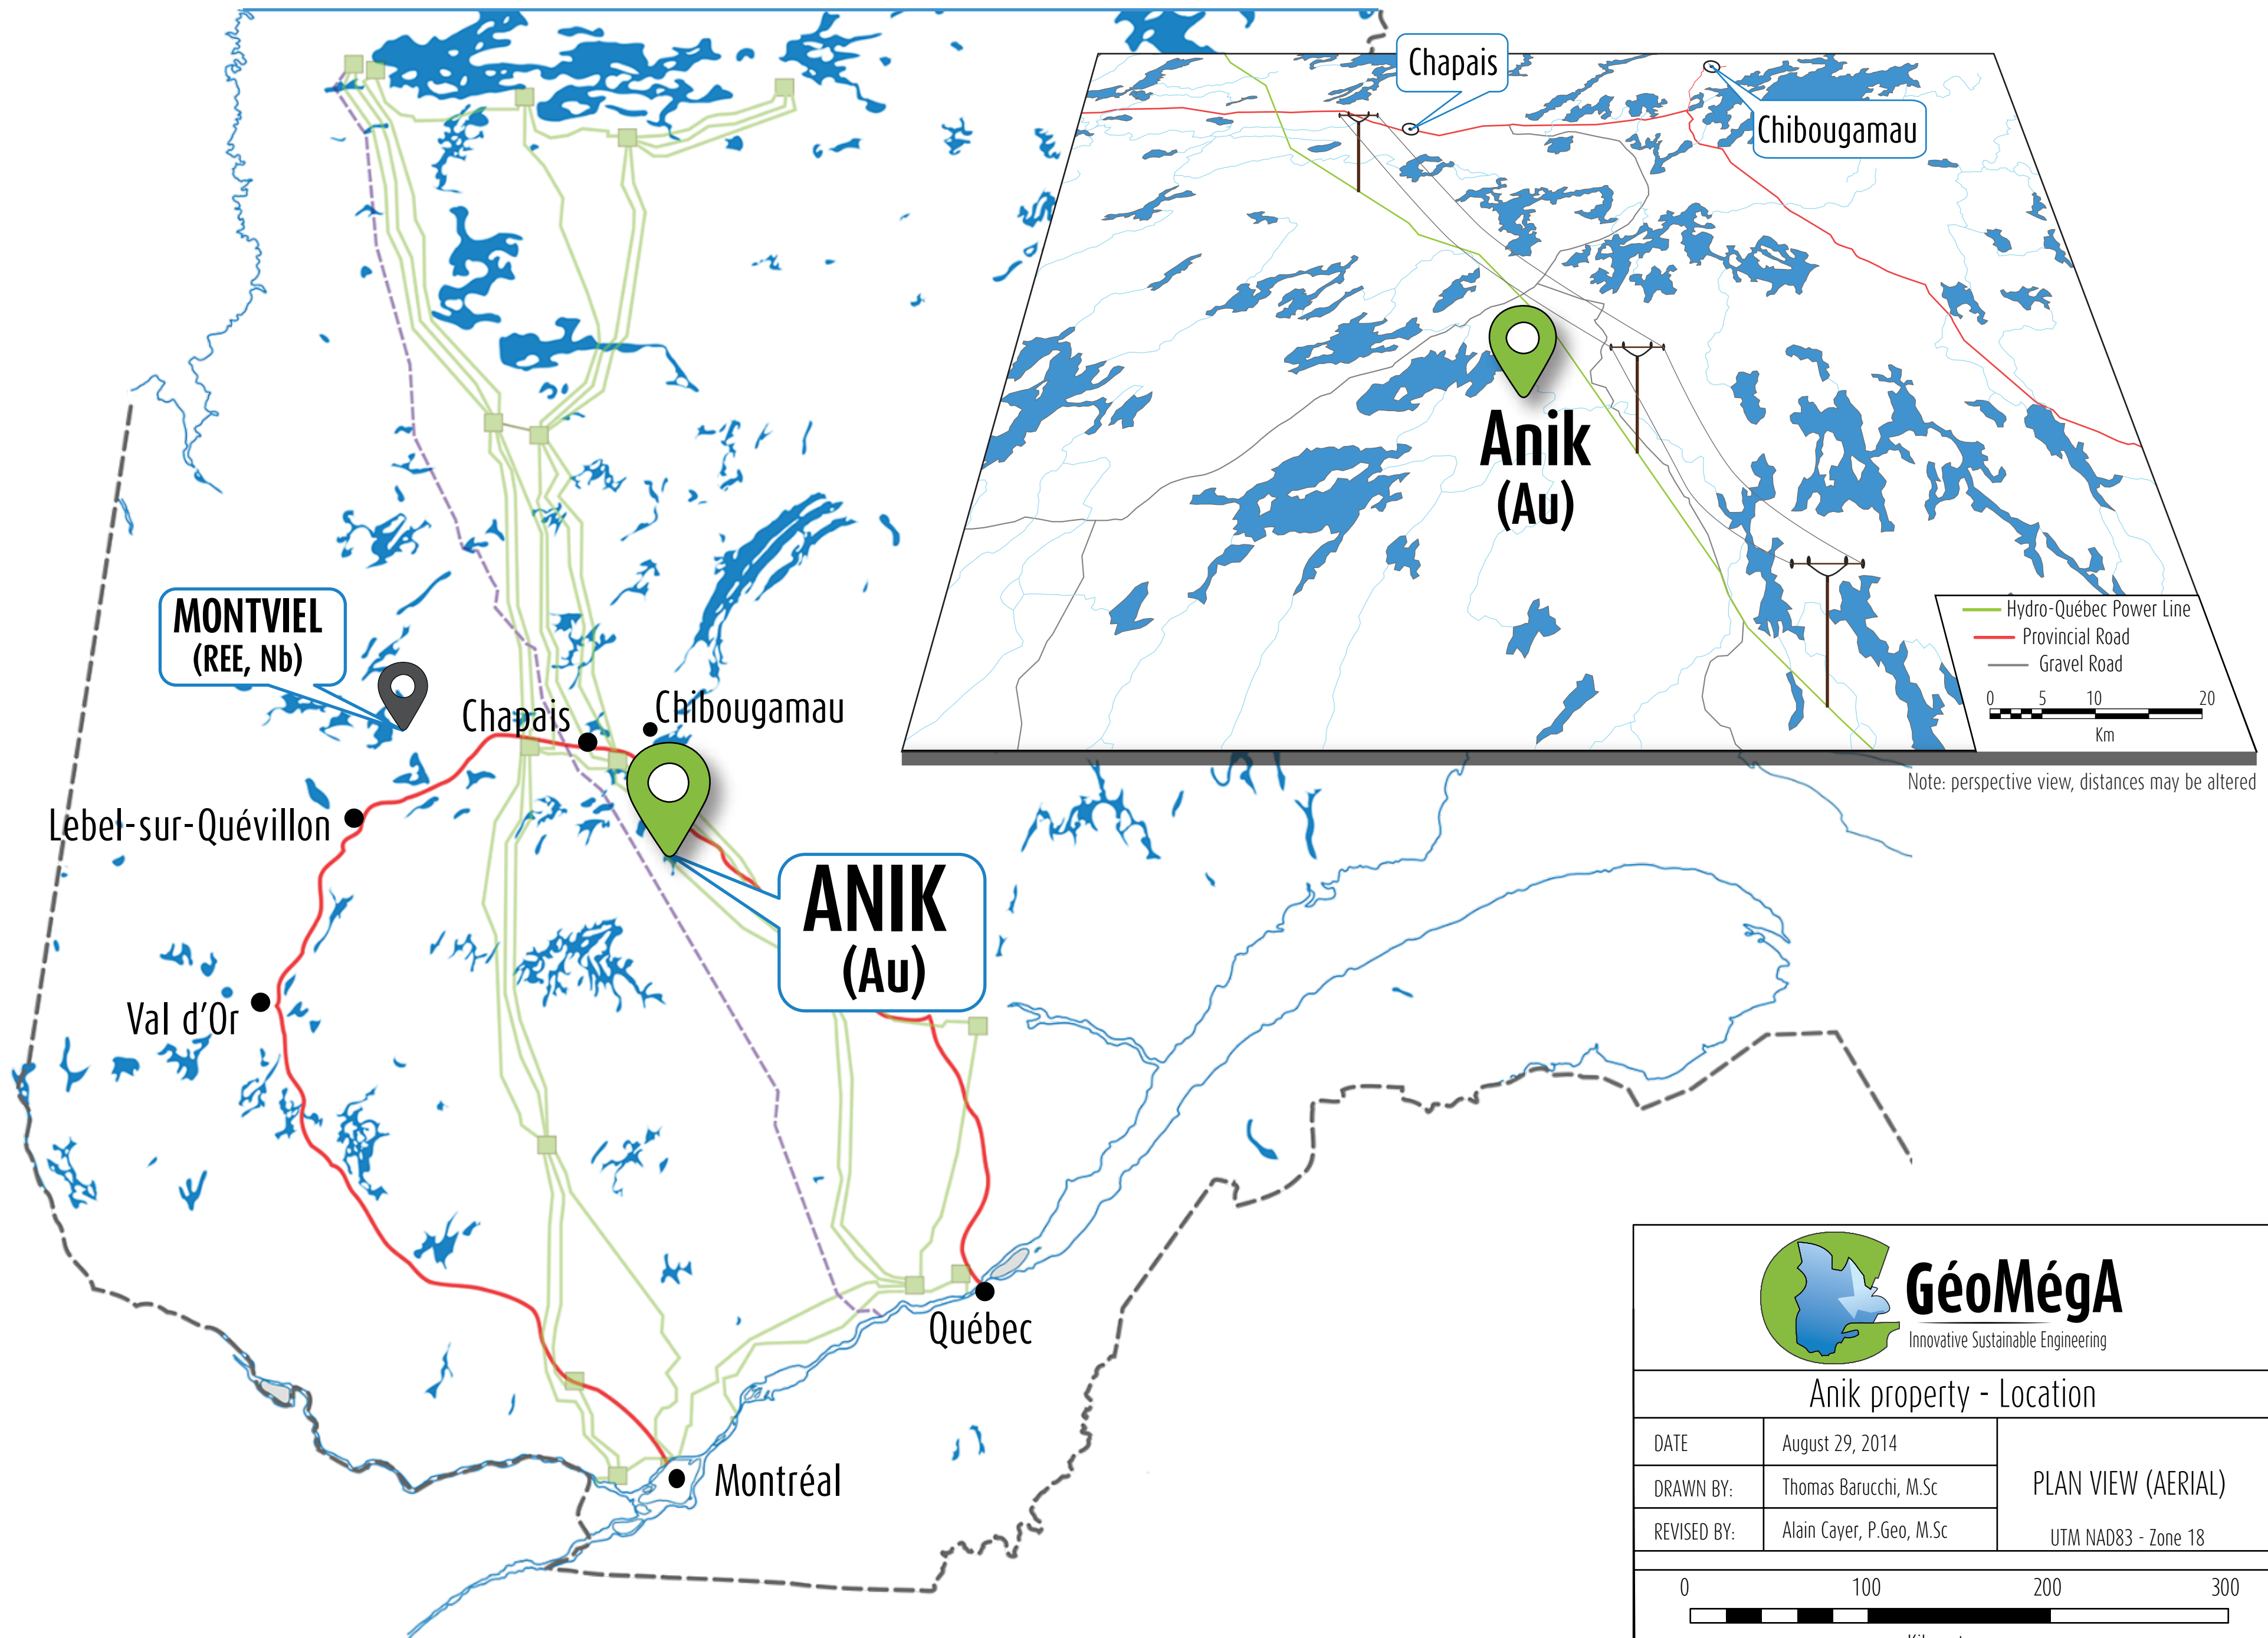 Chapais
Chibougamau
Anik
(Au)
Hydro-Québec Power Line
Provincial Road
Gravel Road
0 5 10 20
Km
Note: perspective view, distances may be altered
MONTVIEL
(REE, Nb)
Chapais
Chibougamau
Lebel-sur-Quévillon
ANIK
(Au)
Val d'Or
Québec
Montréal
GéoMégA
Innovative Sustainable Engineering
Anik property - Location
DATE August 29, 2014
DRAWN BY: Thomas Barucchi, M.Sc
REVISED BY: Alain Cayer, P.Geo, M.Sc
PLAN VIEW (AERIAL)
UTM NAD83 - Zone 18
0 100 200 300